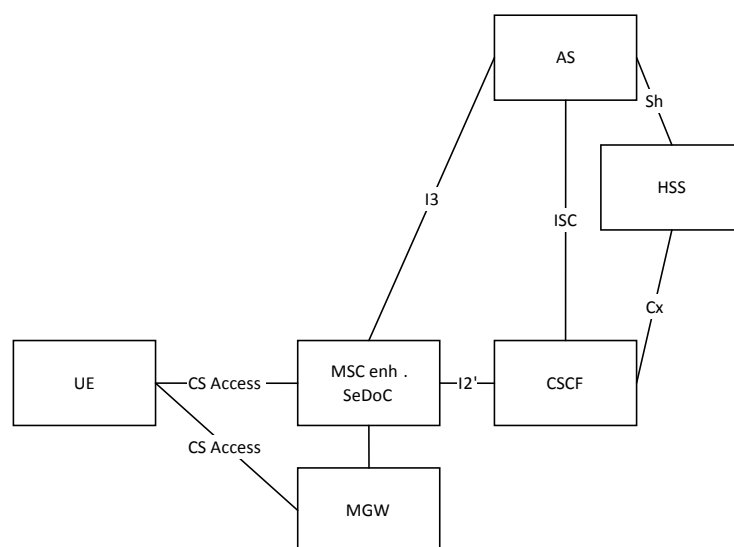 AS
Sh
HSS
I3
ISC
Cx
UE
CS Access
MSC enh .
SeDoC
I2'
CSCF
CS Access
MGW